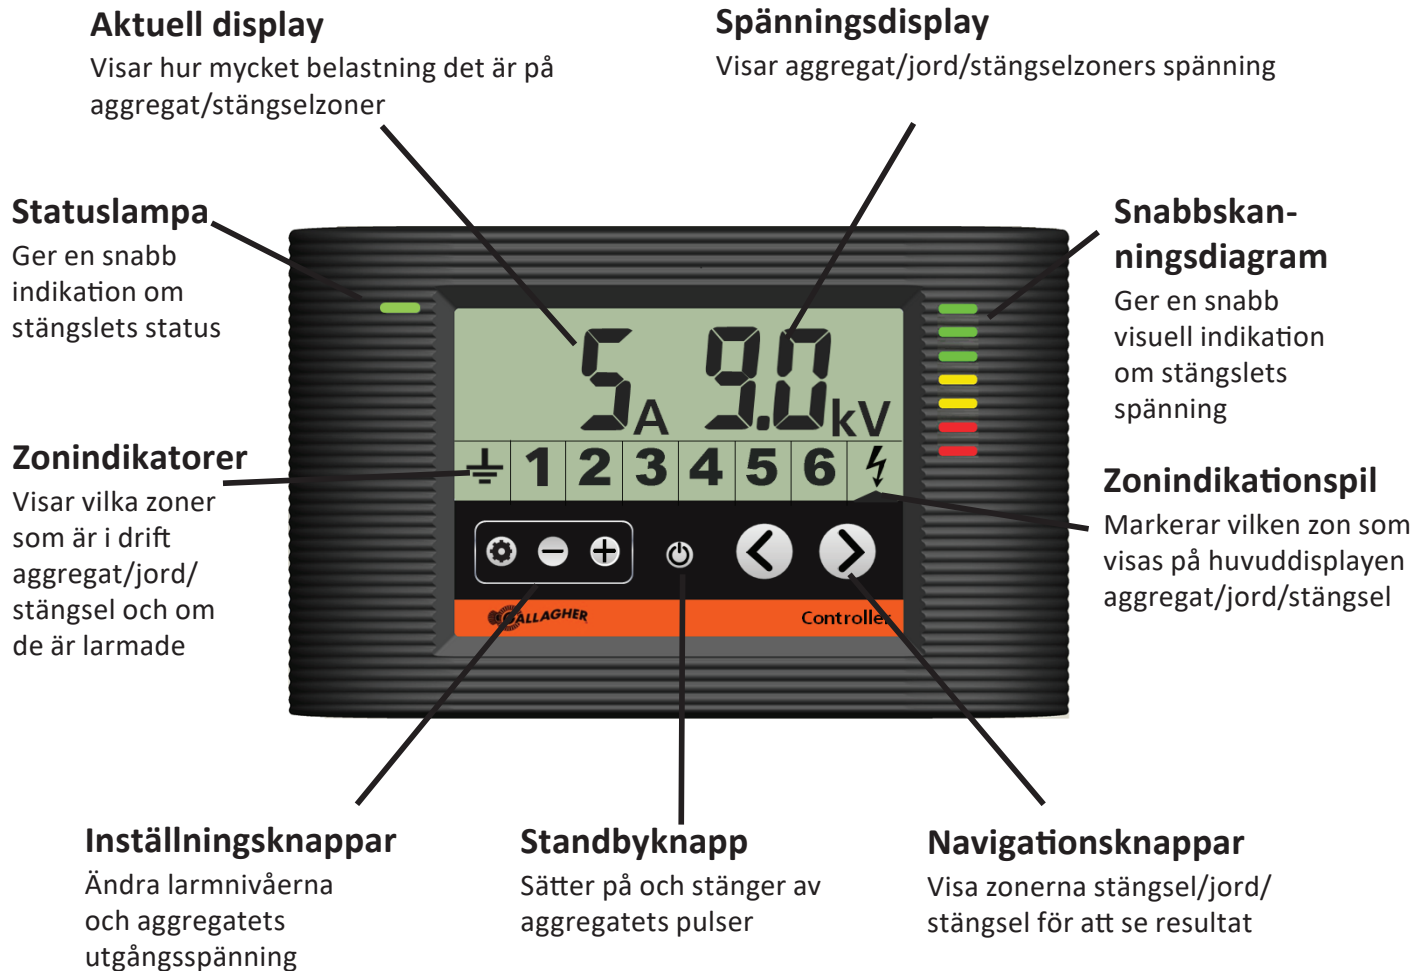 Aktuell display
Visar hur mycket belastning det är på
aggregat/stängselzoner
Spänningsdisplay
Visar aggregat/jord/stängselzoners spänning
Statuslampa
Ger en snabb
indikation om
stängslets status
Snabbskan-
ningsdiagram
Ger en snabb
visuell indikation
om stängslets
spänning
5A 9.0kV
1 2 3 4 5 6
Zonindikatorer
Visar vilka zoner
som är i drift
aggregat/jord/
stängsel och om
de är larmade
Zonindikationspil
Markerar vilken zon som
visas på huvuddisplayen
aggregat/jord/stängsel
GALLAGHER
Controller
Inställningsknappar
Ändra larmnivåerna
och aggregatets
utgångsspänning
Standbyknapp
Sätter på och stänger av
aggregatets pulser
Navigationsknappar
Visa zonerna stängsel/jord/
stängsel för att se resultat